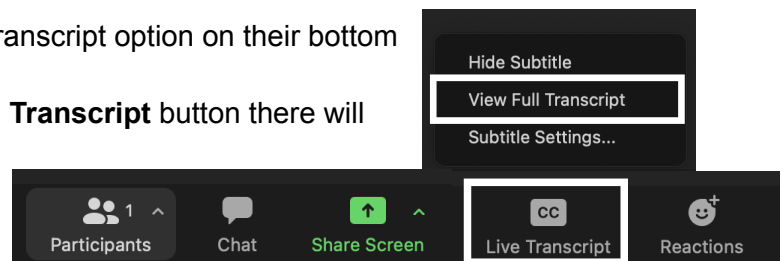 ranscript option on their bottom
Transcript button there will
Hide Subtitle
View Full Transcript
Subtitle Settings...
1
CC
Participants Chat Share Screen Live Transcript Reactions